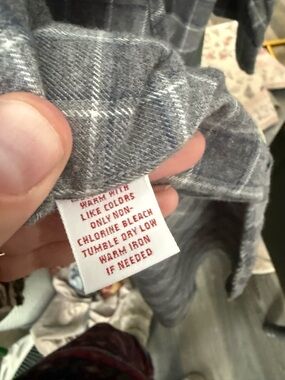 WARM WITH
LIKE COLORS
ONLY NON-
CHLORINE BLEACH
TUMBLE DRY LOW
WARM IRON
IF NEEDED